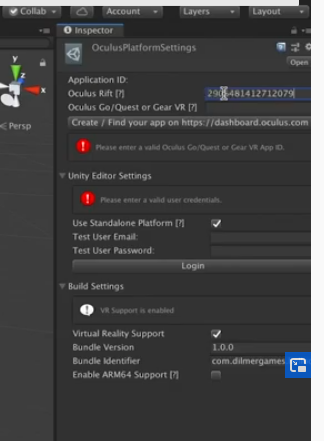 Collab
Account
Layers
Layout
Inspector
OculusPlatformSettings
Open
Application ID:
Oculus Rift [?]
Oculus Go/Quest or Gear VR [?]
Create / Find your app on https://dashboard.oculus.com
Please enter a valid Oculus Go/Quest or Gear VR App ID.
y
x
Persp
Unity Editor Settings
Please enter a valid user credentials.
Use Standalone Platform [?]
Test User Email:
Test User Password:
Login
Build Settings
VR Support is enabled
Virtual Reality Support
Bundle Version 1.0.0
Bundle Identifier com.dilmergames
Enable ARM64 Support [?]